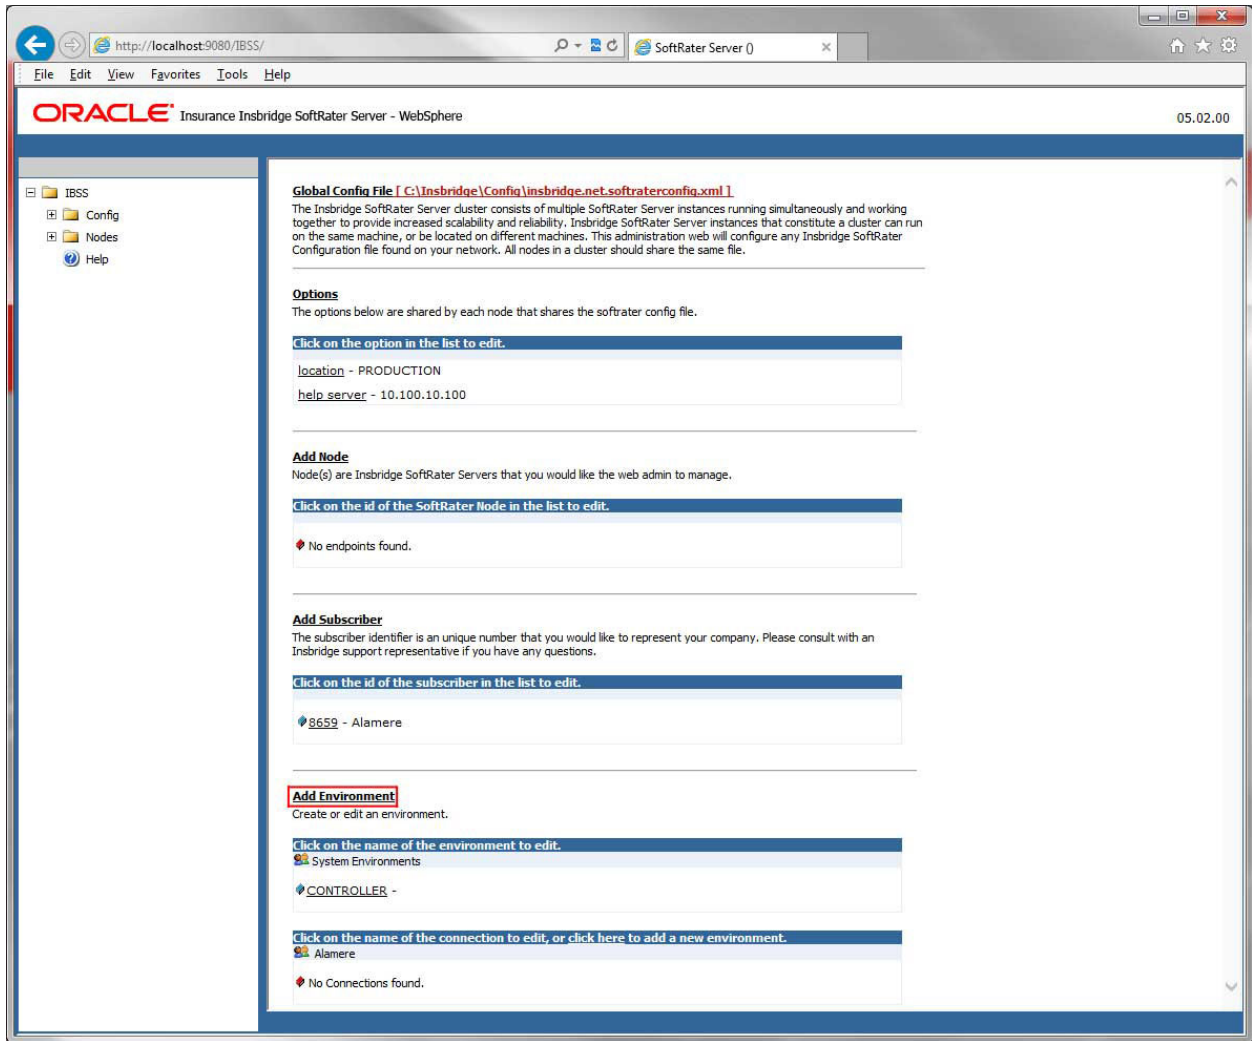 http://localhost:9080/IBSS/
SoftRater Server ()
File Edit View Favorites Tools Help
ORACLE Insurance Insbridge SoftRater Server - WebSphere
05.02.00
IBSS
Config
Nodes
Help
Global Config File [ C:\Insbridge\Config\insbridge.net.softraterconfig.xml ]
The Insbridge SoftRater Server cluster consists of multiple SoftRater Server instances running simultaneously and working
together to provide increased scalability and reliability. Insbridge SoftRater Server instances that constitute a cluster can run
on the same machine, or be located on different machines. This administration web will configure any Insbridge SoftRater
Configuration file found on your network. All nodes in a cluster should share the same file.
Options
The options below are shared by each node that shares the softrater config file.
Click on the option in the list to edit.
location - PRODUCTION
help server - 10.100.10.100
Add Node
Node(s) are Insbridge SoftRater Servers that you would like the web admin to manage.
Click on the id of the SoftRater Node in the list to edit.
No endpoints found.
Add Subscriber
The subscriber identifier is an unique number that you would like to represent your company. Please consult with an
Insbridge support representative if you have any questions.
Click on the id of the subscriber in the list to edit.
8659 - Alamere
Add Environment
Create or edit an environment.
Click on the name of the environment to edit.
System Environments
CONTROLLER -
Click on the name of the connection to edit, or click here to add a new environment.
Alamere
No Connections found.